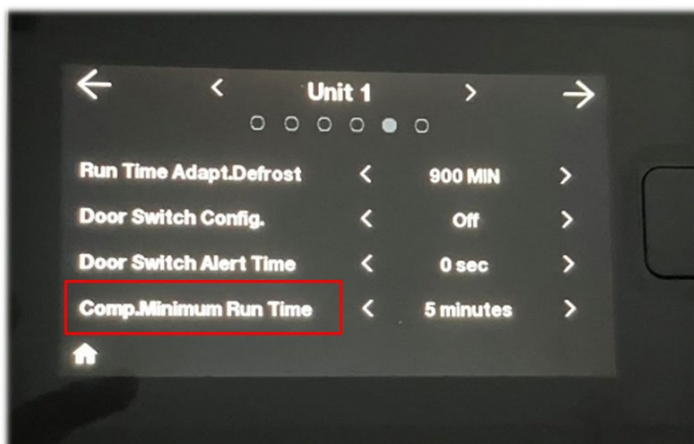 Unit 1
Run Time Adapt.Defrost 900 MIN
Door Switch Config. Off
Door Switch Alert Time 0 sec
Comp.Minimum Run Time 5 minutes